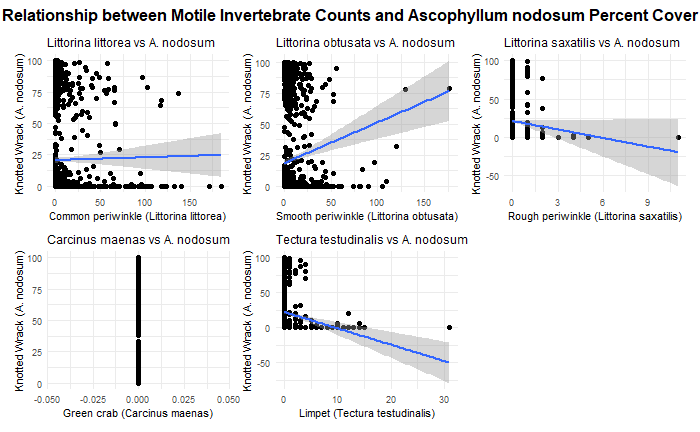 Relationship between Motile Invertebrate Counts and Ascophyllum nodosum Percent Cover
Littorina littorea vs A. nodosum
Knotted Wrack (A. nodosum)
100
75
50
25
0
0 50 100 150
Common periwinkle (Littorina littorea)
Littorina obtusata vs A. nodosum
Knotted Wrack (A. nodosum)
100
75
50
25
0
0 50 100 150
Smooth periwinkle (Littorina obtusata)
Littorina saxatilis vs A. nodosum
Knotted Wrack (A. nodosum)
100
50
0
-50
0 3 6 9
Rough periwinkle (Littorina saxatilis)
Carcinus maenas vs A. nodosum
Knotted Wrack (A. nodosum)
100
75
50
25
0
-0.050 -0.025 0.000 0.025 0.050
Green crab (Carcinus maenas)
Tectura testudinalis vs A. nodosum
Knotted Wrack (A. nodosum)
100
50
0
-50
0 10 20 30
Limpet (Tectura testudinalis)